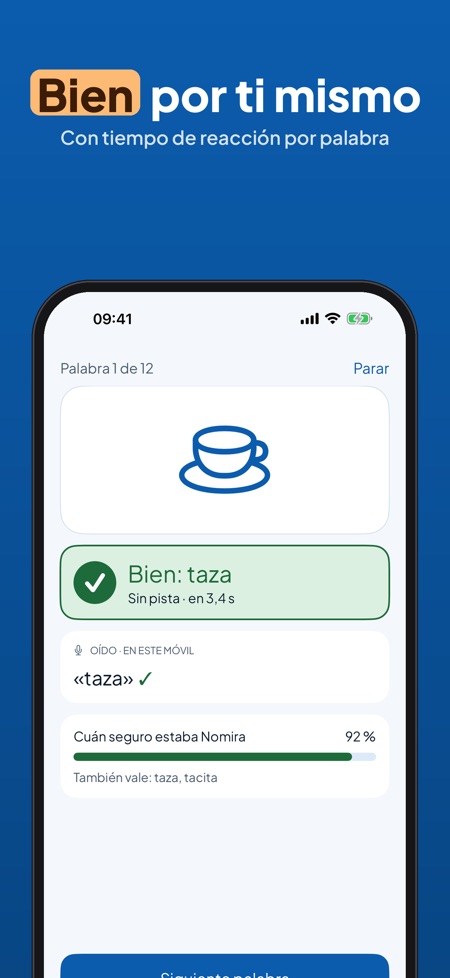 Bien por ti mismo
Con tiempo de reacción por palabra
09:41
Palabra 1 de 12
Parar
Bien: taza
Sin pista · en 3,4 s
OÍDO · EN ESTE MÓVIL
«taza» ✓
Cuán seguro estaba Nomira
92 %
También vale: taza, tacita
Siguiente palabra